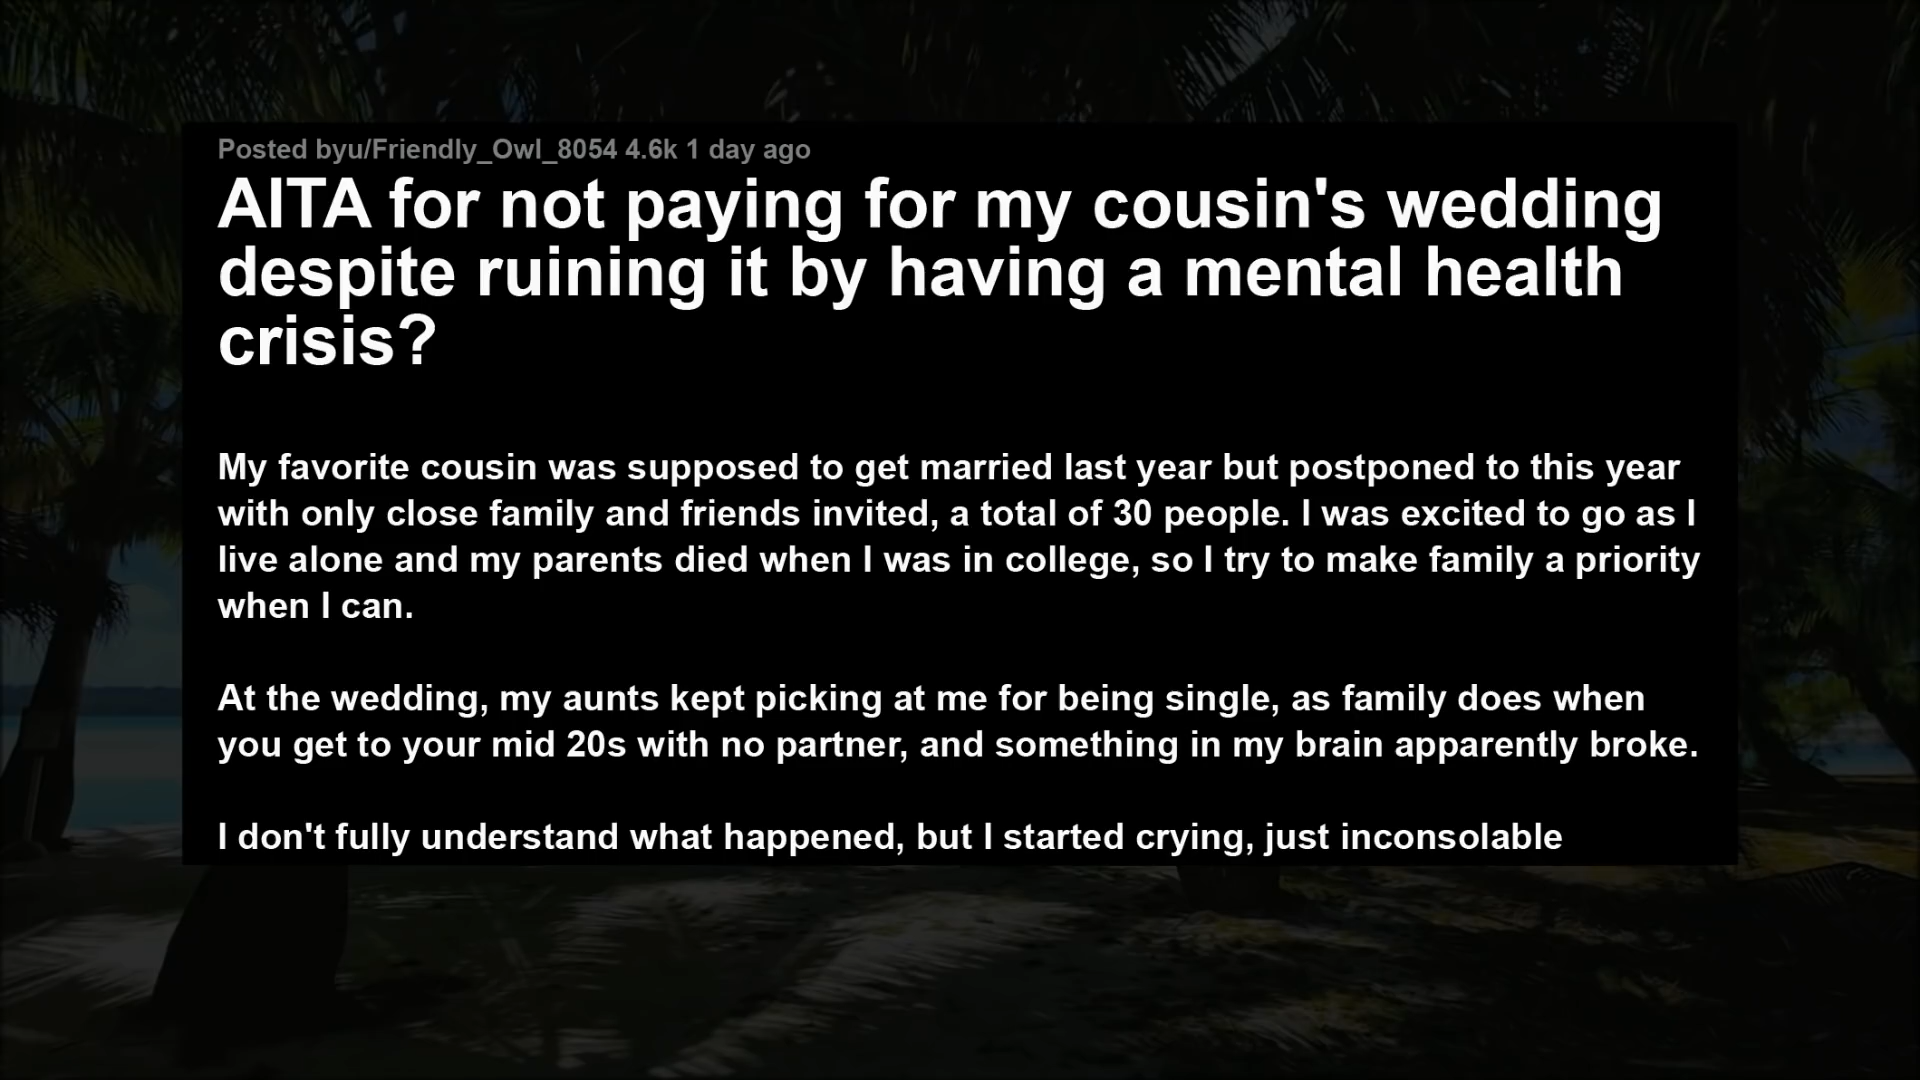 Posted byu/Friendly_Owl_8054 4.6k 1 day ago
AITA for not paying for my cousin's wedding
despite ruining it by having a mental health
crisis?
My favorite cousin was supposed to get married last year but postponed to this year
with only close family and friends invited, a total of 30 people. I was excited to go as I
live alone and my parents died when I was in college, so I try to make family a priority
when I can.
At the wedding, my aunts kept picking at me for being single, as family does when
you get to your mid 20s with no partner, and something in my brain apparently broke.
I don't fully understand what happened, but I started crying, just inconsolable